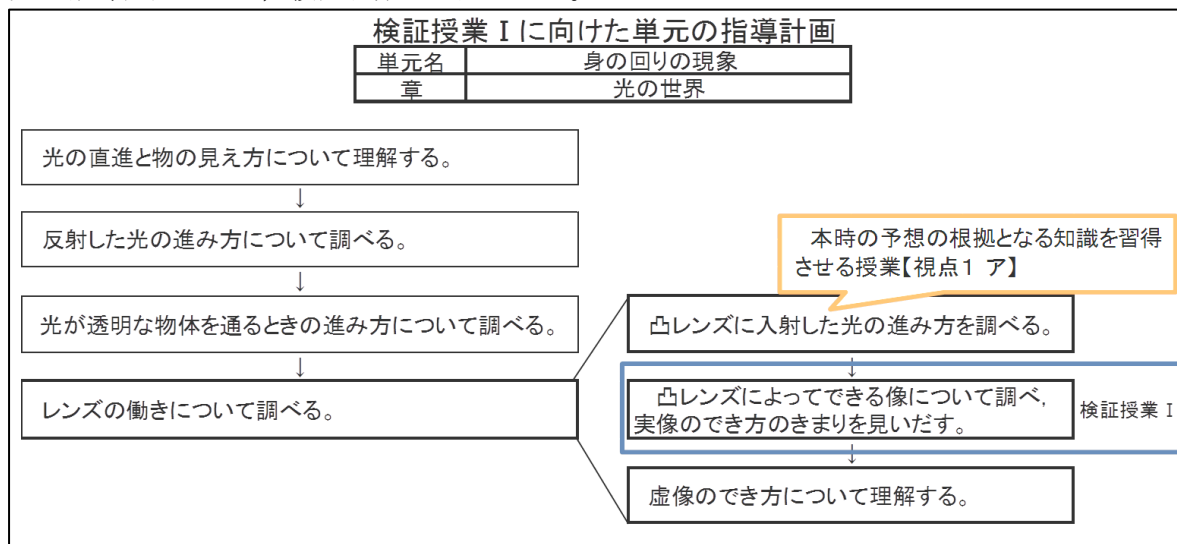 検証授業Ⅰに向けた単元の指導計画
単元名 身の回りの現象
章 光の世界
光の直進と物の見え方について理解する。
↓
反射した光の進み方について調べる。
↓
光が透明な物体を通るときの進み方について調べる。
↓
レンズの働きについて調べる。
本時の予想の根拠となる知識を習得
させる授業【視点1 ア】
凸レンズに入射した光の進み方を調べる。
↓
凸レンズによってできる像について調べ,
実像のでき方のきまりを見いだす。
検証授業Ⅰ
↓
虚像のでき方について理解する。